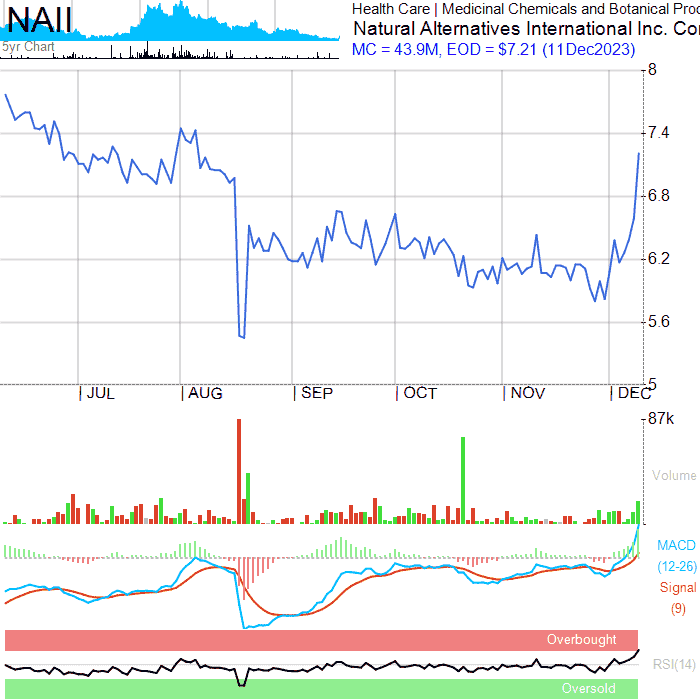 NAII
5yr Chart
Health Care | Medicinal Chemicals and Botanical Prod
Natural Alternatives International Inc. Cor
MC = 43.9M, EOD = $7.21 (11Dec2023)
8
7.4
6.8
6.2
5.6
5
JUL AUG SEP OCT NOV DEC
87k
Volume
MACD
(12-26)
Signal
(9)
Overbought
RSI(14)
Oversold